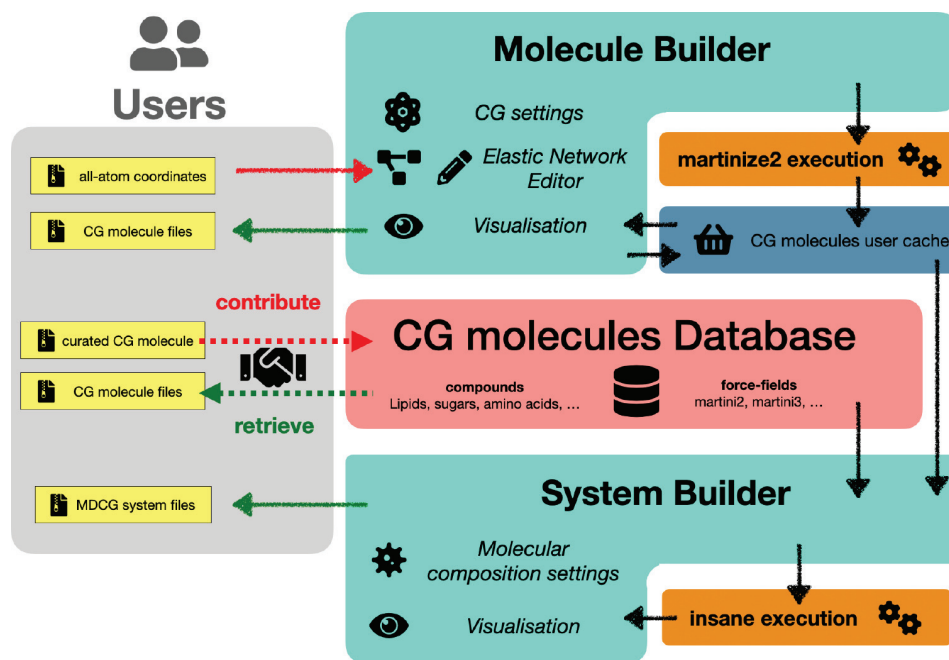 Users
all-atom coordinates
CG molecule files
curated CG molecule
CG molecule files
MDCG system files
contribute
retrieve
Molecule Builder
CG settings
Elastic Network
Editor
Visualisation
martinize2 execution
CG molecules user cache
CG molecules Database
compounds
Lipids, sugars, amino acids, ...
force-fields
martini2, martini3, ...
System Builder
Molecular
composition settings
Visualisation
insane execution